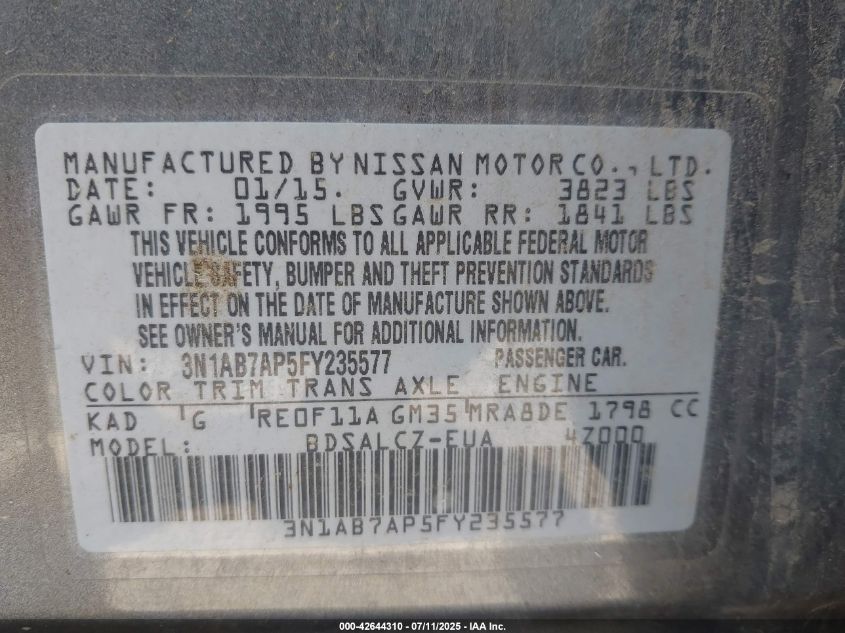 MANUFACTURED BY NISSAN MOTOR CO., LTD.
DATE: 01/15. GVWR: 3823 LBS
GAWR FR: 1995 LBS GAWR RR: 1841 LBS
THIS VEHICLE CONFORMS TO ALL APPLICABLE FEDERAL MOTOR
VEHICLE SAFETY, BUMPER AND THEFT PREVENTION STANDARDS
IN EFFECT ON THE DATE OF MANUFACTURE SHOWN ABOVE.
SEE OWNER'S MANUAL FOR ADDITIONAL INFORMATION.
VIN: 3N1AB7AP5FY235577 PASSENGER CAR.
COLOR TRIM TRANS AXLE ENGINE
KAD G RE0F11A GM35 MRA8DE 1798 CC
MODEL: BDSALCZ-EUA 4Z000
3N1AB7AP5FY235577
000-42644310 - 07/11/2025 - IAA Inc.